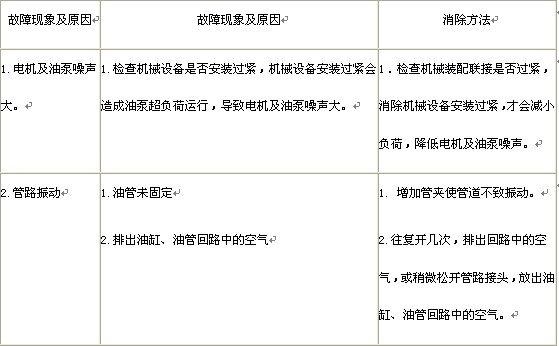 故障现象及原因
故障现象及原因
消除方法
1.电机及油泵噪声
大。
1.检查机械设备是否安装过紧，机械设备安装过紧会
造成油泵超负荷运行，导致电机及油泵噪声大。
1．检查机械装配联接是否过紧，
消除机械设备安装过紧，才会减小
负荷，降低电机及油泵噪声。
2.管路振动
1.油管未固定
2.排出油缸、油管回路中的空气
1. 增加管夹使管道不致振动。
2.往复开几次，排出回路中的空
气，或稍微松开管路接头，放出油
缸、油管回路中的空气。